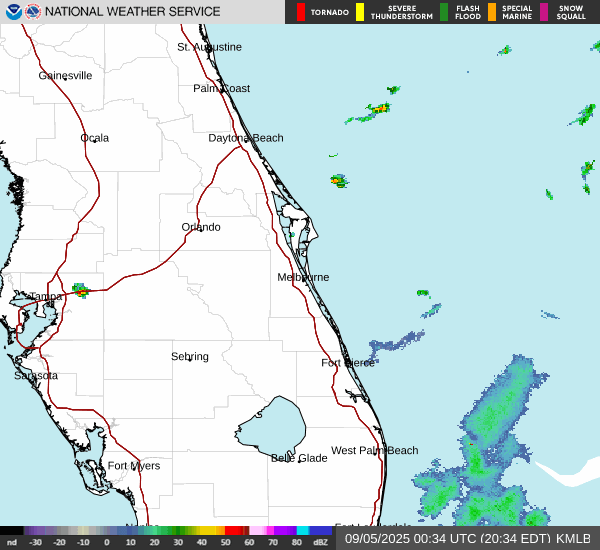 NATIONAL WEATHER SERVICE
TORNADO
SEVERE THUNDERSTORM
FLASH FLOOD
SPECIAL MARINE
SNOW SQUALL
St. Augustine
Gainesville
Palm Coast
Ocala
Daytona Beach
Orlando
Melbourne
Tampa
Sebring
Fort Pierce
Sarasota
West Palm Beach
Belle Glade
Fort Myers
nd -30 -20 -10 0 10 20 30 40 50 60 70 80 dBZ
09/05/2025 00:34 UTC (20:34 EDT) KMLB